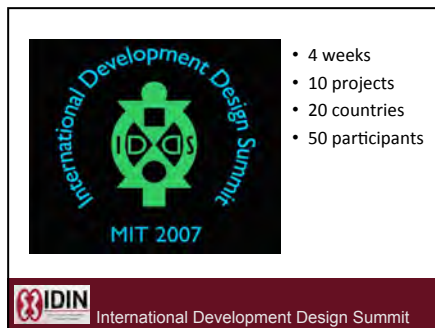 International Development Design Summit
IDDS
MIT 2007
• 4 weeks
• 10 projects
• 20 countries
• 50 participants
IDIN
International Development Design Summit